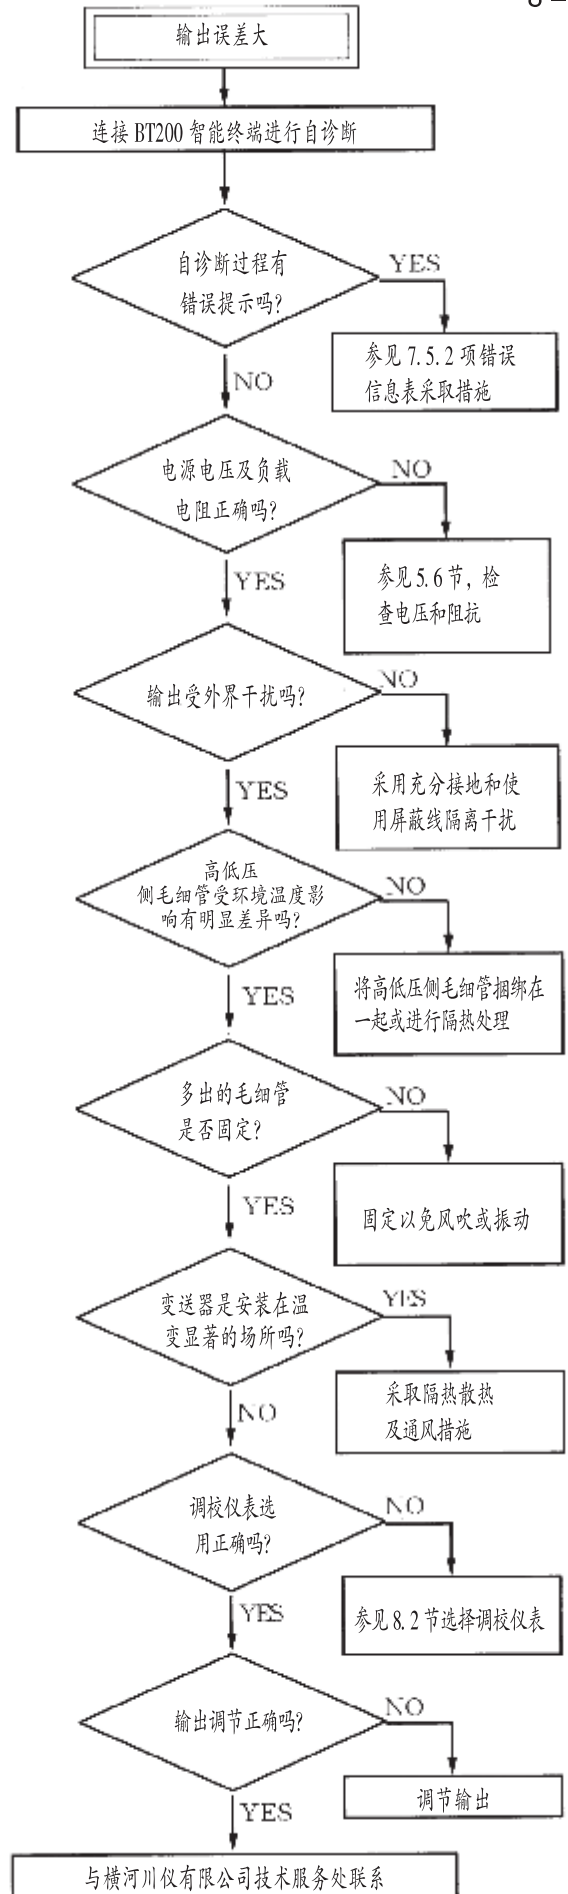 输出误差大
连接 BT200 智能终端进行自诊断
自诊断过程有
错误提示吗?
YES
参见 7.5.2 项错误
信息表采取措施
NO
电源电压及负载
电阻正确吗?
NO
参见 5.6 节, 检
查电压和阻抗
YES
输出受外界干扰吗?
NO
采用充分接地和使
用屏蔽线隔离干扰
YES
高低压
侧毛细管受环境温度影
响有明显差异吗?
NO
将高低压侧毛细管捆绑在
一起或进行隔热处理
YES
多出的毛细管
是否固定?
NO
固定以免风吹或振动
YES
变送器是安装在温
变显著的场所吗?
YES
采取隔热散热
及通风措施
NO
调校仪表选
用正确吗?
NO
参见 8.2 节选择调校仪表
YES
输出调节正确吗?
NO
调节输出
YES
与横河川仪有限公司技术服务处联系